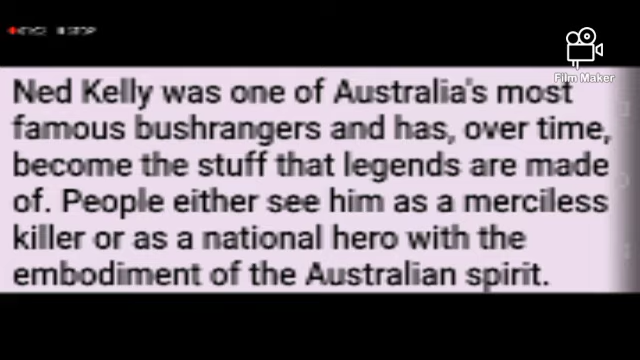 STOP
Film Maker
Ned Kelly was one of Australia's most
famous bushrangers and has, over time,
become the stuff that legends are made
of. People either see him as a merciless
killer or as a national hero with the
embodiment of the Australian spirit.